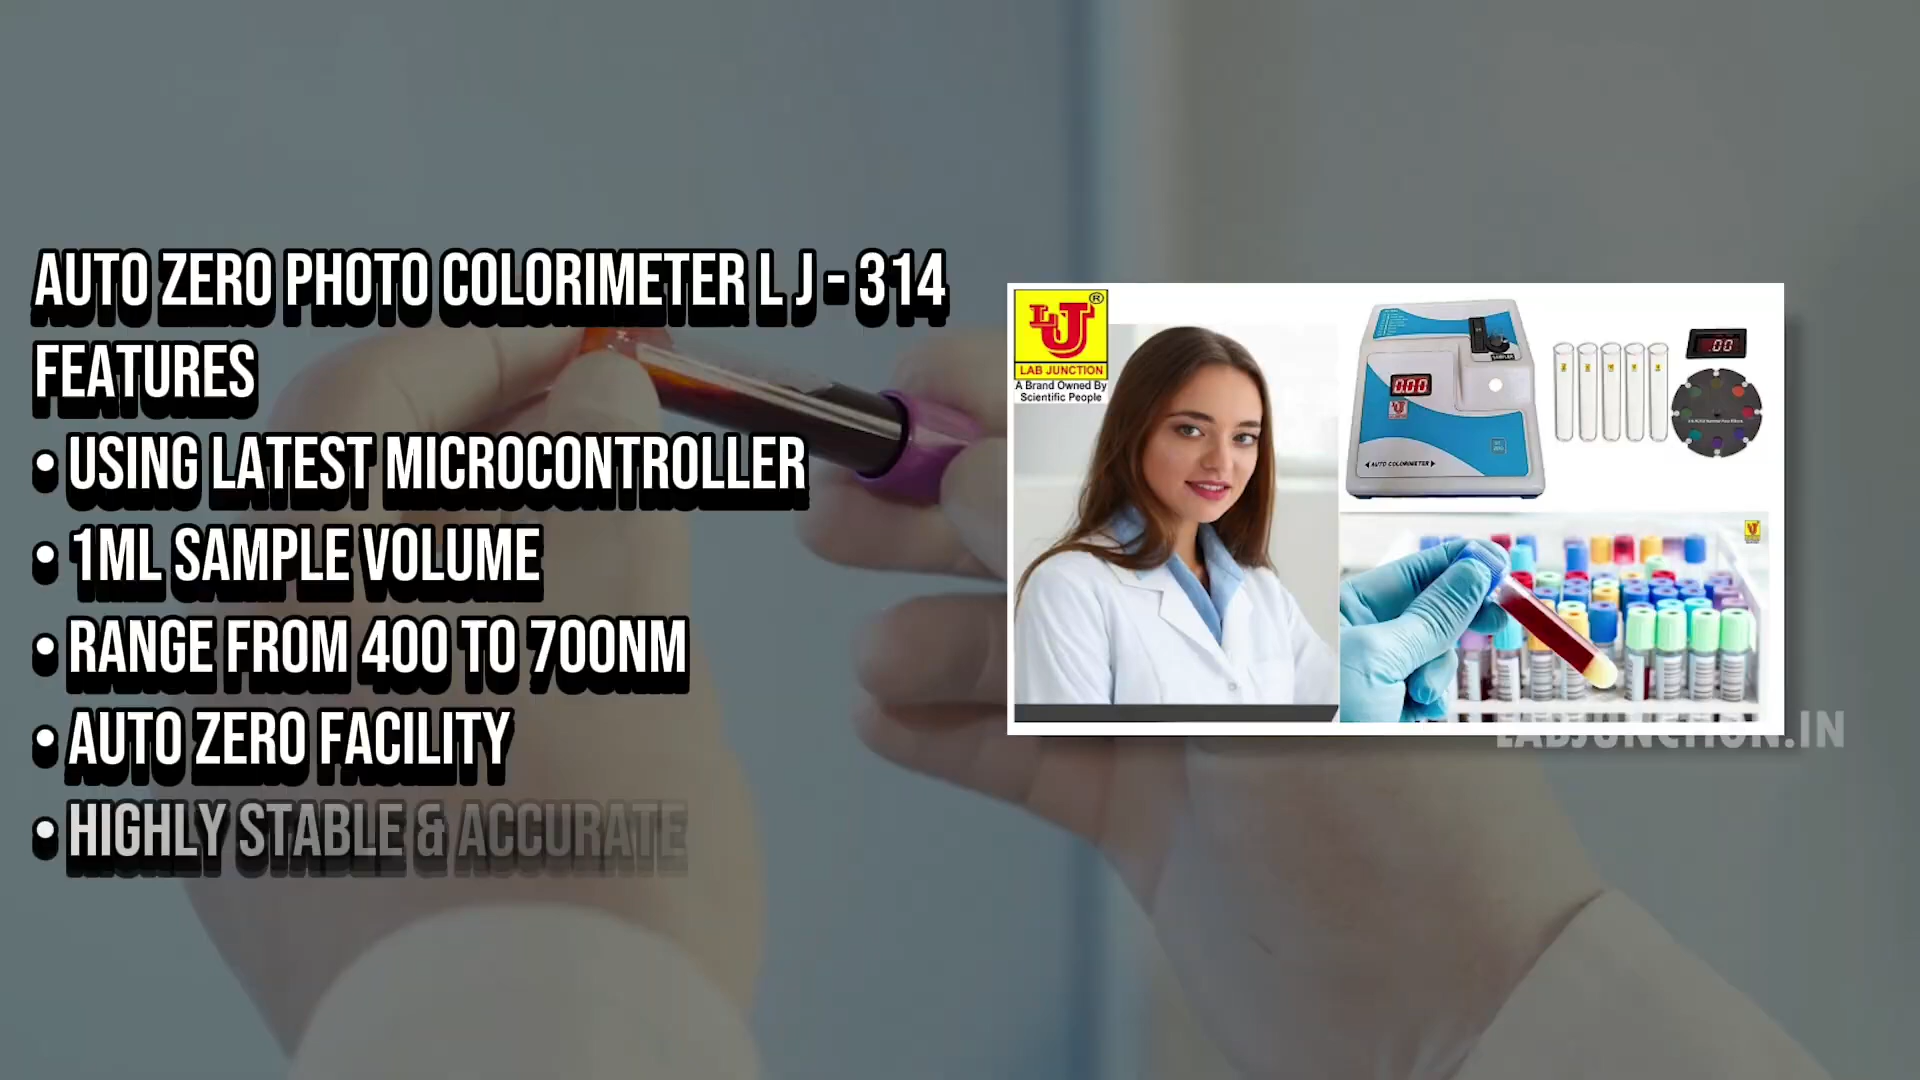 AUTO ZERO PHOTO COLORIMETER L J - 314
FEATURES
• USING LATEST MICROCONTROLLER
• 1ML SAMPLE VOLUME
• RANGE FROM 400 TO 700NM
• AUTO ZERO FACILITY
• HIGHLY STABLE & ACCURATE
LJ®
LAB JUNCTION
A Brand Owned By
Scientific People
0.00
AUTO COLORIMETER
.00
LABJUNCTION.IN